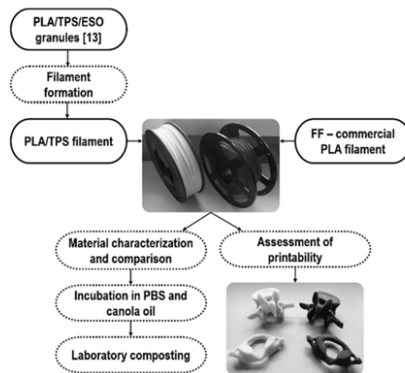 PLA/TPS/ESO
granules [13]
Filament
formation
PLA/TPS filament
FF – commercial
PLA filament
Material characterization
and comparison
Assessment of
printability
Incubation in PBS and
canola oil
Laboratory composting